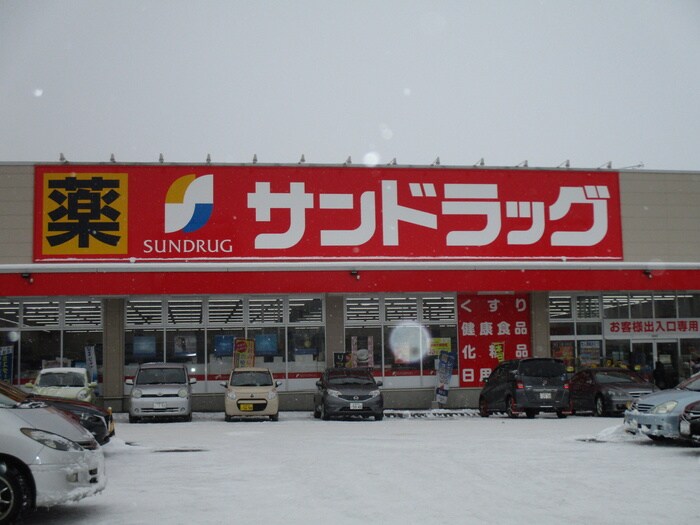 薬
SUNDRUG
サンドラッグ
くすり
健康食品
化粧品
日用
お客様出入口専用